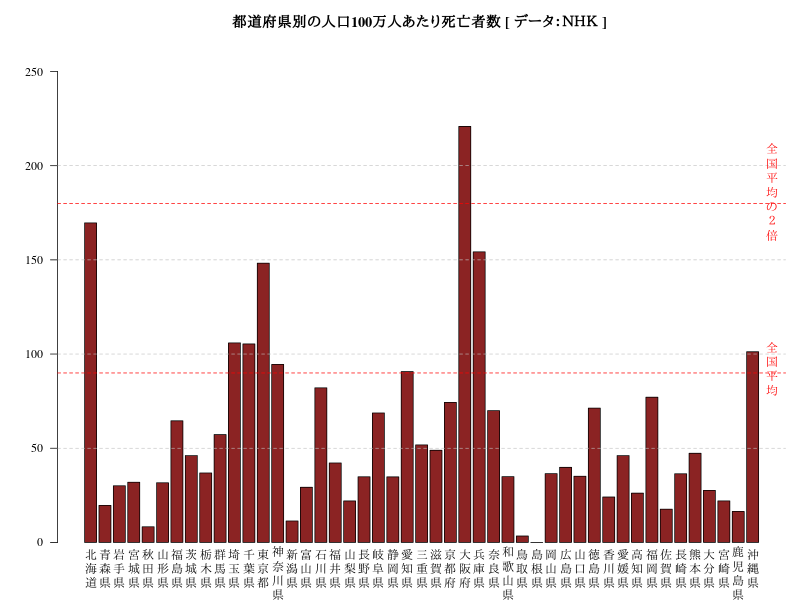 都道府県別の人口100万人あたり死亡者数 [ データ：NHK ]
250
200
150
100
50
0
全国平均の2倍
全国平均
北海道
青森県
岩手県
宮城県
秋田県
山形県
福島県
茨城県
栃木県
群馬県
埼玉県
千葉県
東京都
神奈川県
新潟県
富山県
石川県
福井県
山梨県
長野県
岐阜県
静岡県
愛知県
三重県
滋賀県
京都府
大阪府
兵庫県
奈良県
和歌山県
鳥取県
島根県
岡山県
広島県
山口県
徳島県
香川県
愛媛県
高知県
福岡県
佐賀県
長崎県
熊本県
大分県
宮崎県
鹿児島県
沖縄県